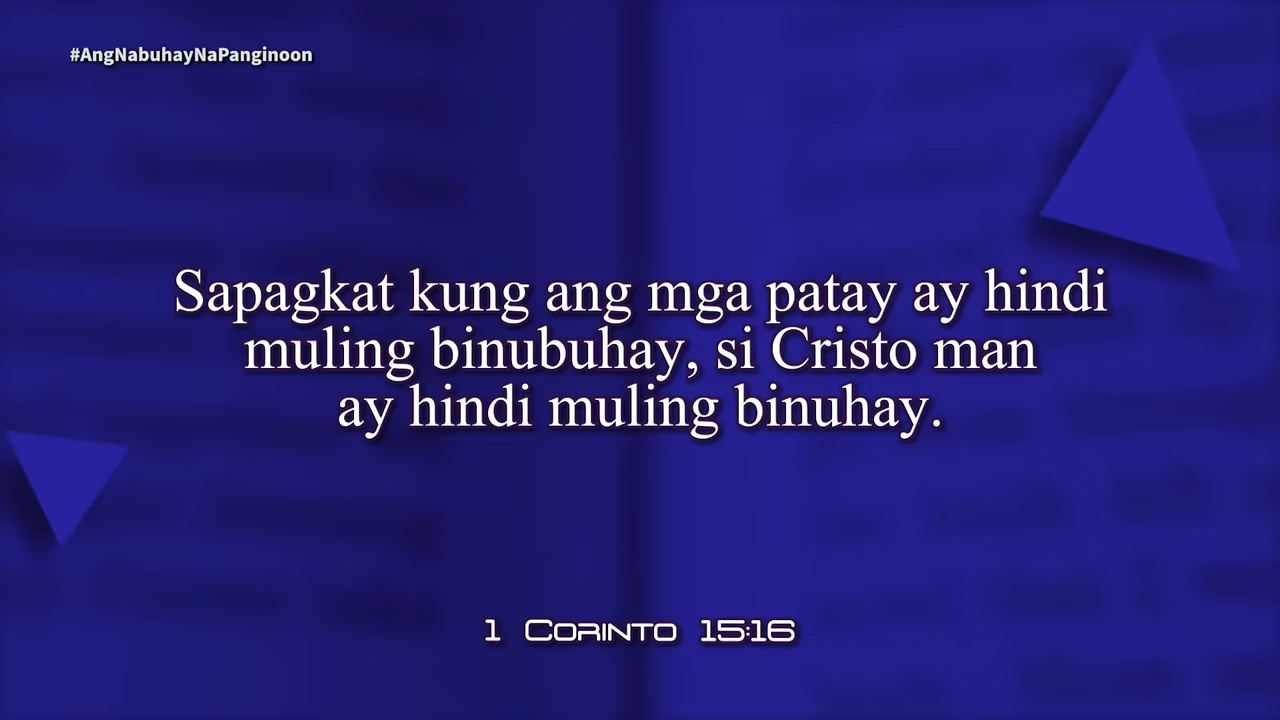 #AngNabuhayNaPanginoon
Sapagkat kung ang mga patay ay hindi
muling binubuhay, si Cristo man
ay hindi muling binuhay.
1 Corinto 15:16